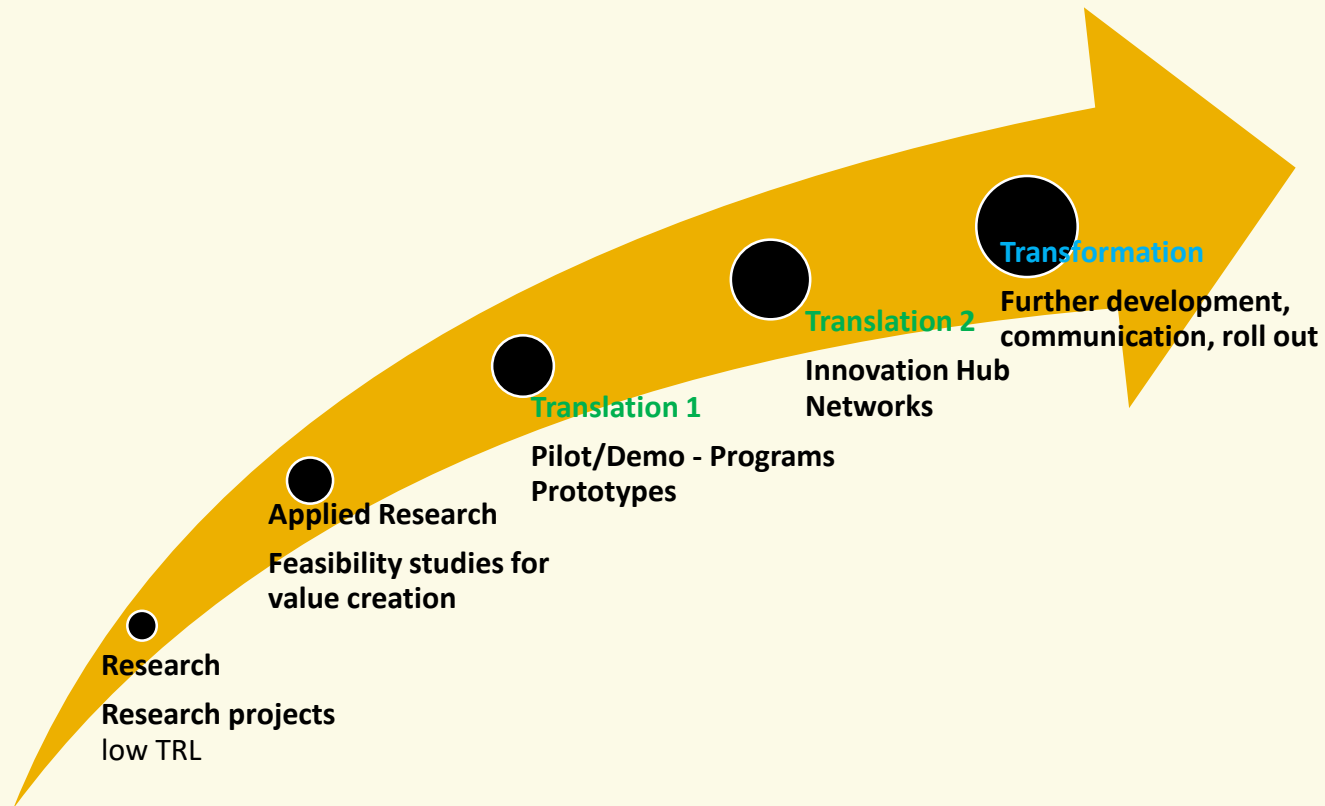 Research
Research projects
low TRL
Applied Research
Feasibility studies for
value creation
Translation 1
Pilot/Demo - Programs
Prototypes
Translation 2
Innovation Hub
Networks
Transformation
Further development,
communication, roll out